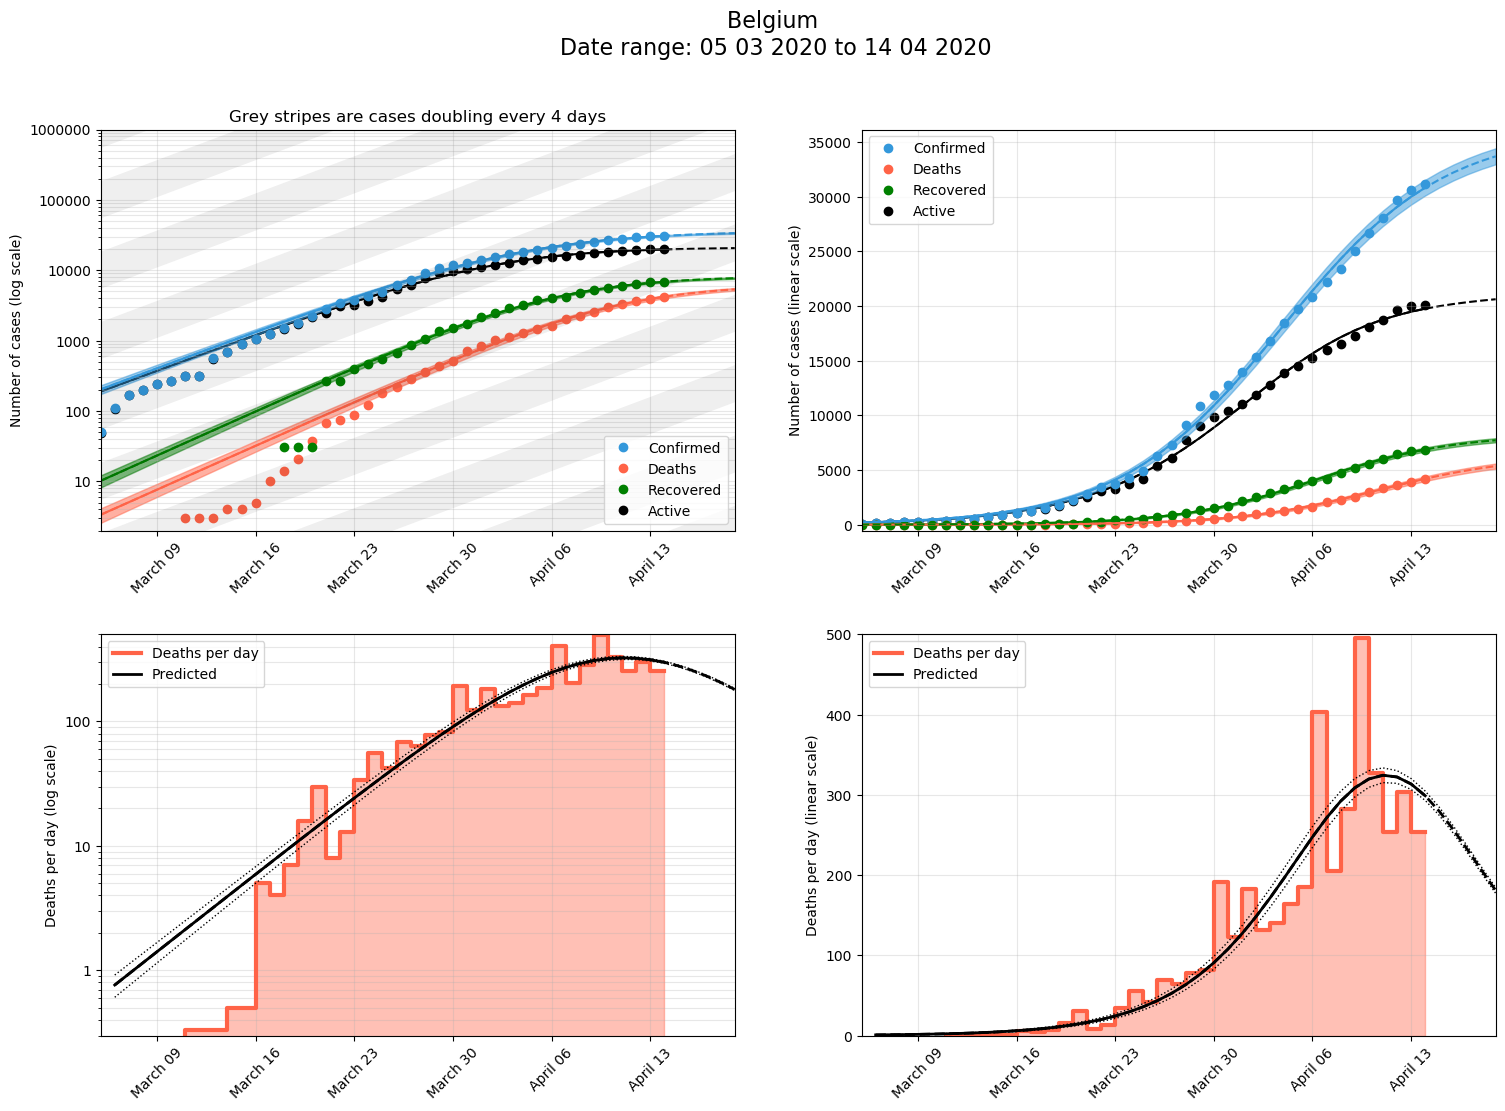 Belgium
Date range: 05 03 2020 to 14 04 2020
Grey stripes are cases doubling every 4 days
Number of cases (log scale)
1000000
100000
10000
1000
100
10
Confirmed
Deaths
Recovered
Active
March 09
March 16
March 23
March 30
April 06
April 13
Number of cases (linear scale)
35000
30000
25000
20000
15000
10000
5000
0
Confirmed
Deaths
Recovered
Active
March 09
March 16
March 23
March 30
April 06
April 13
Deaths per day (log scale)
100
10
1
Deaths per day
Predicted
March 09
March 16
March 23
March 30
April 06
April 13
Deaths per day (linear scale)
500
400
300
200
100
0
Deaths per day
Predicted
March 09
March 16
March 23
March 30
April 06
April 13